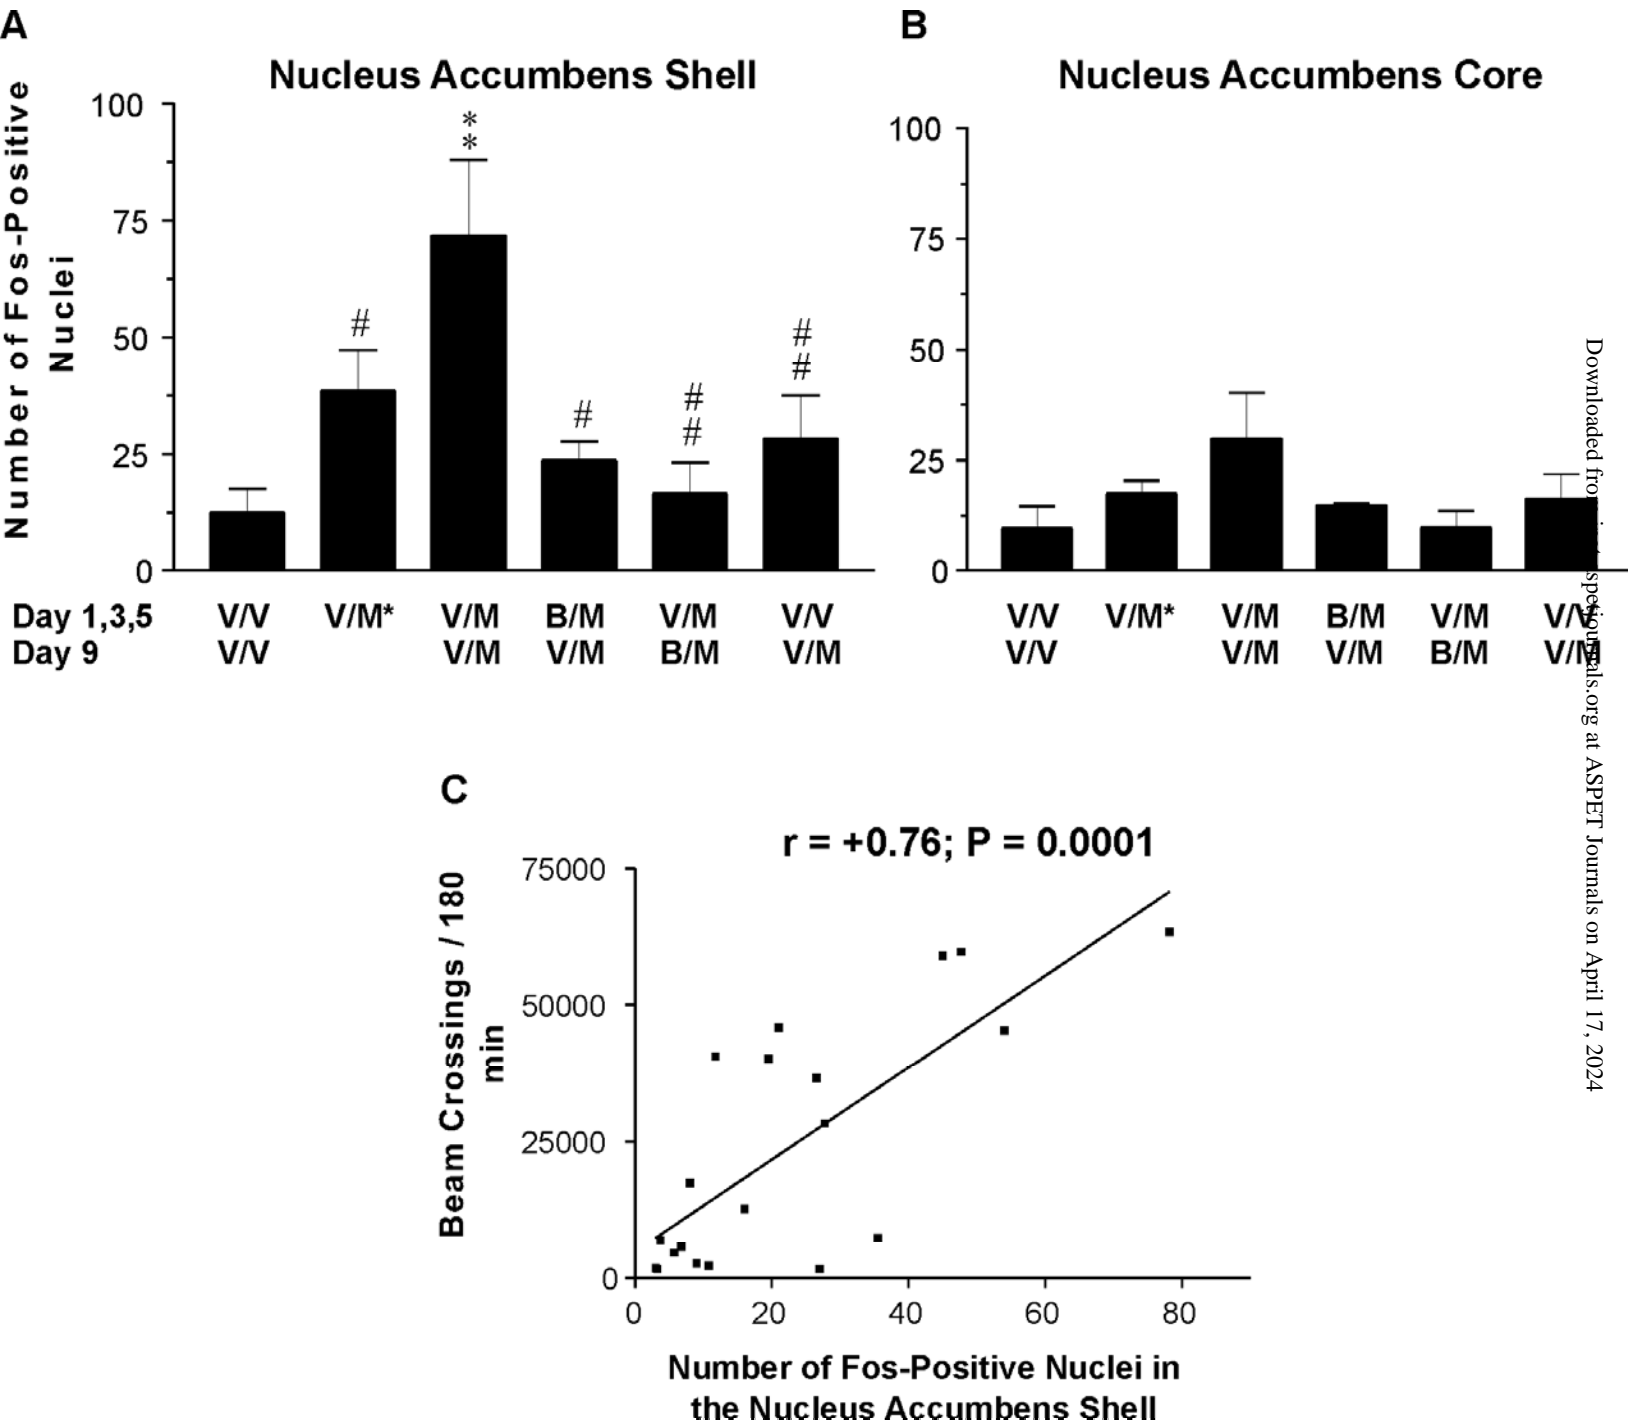 A
Nucleus Accumbens Shell
Number of Fos-Positive
Nuclei
100
75
50
25
0
*
*
#
#
#
#
#
#
Day 1,3,5 V/V V/M* V/M B/M V/M V/V
Day 9 V/V V/M V/M B/M V/M
B
Nucleus Accumbens Core
100
75
50
25
0
V/V V/M* V/M B/M V/M V/V
V/V V/M V/M B/M V/M
C
r = +0.76; P = 0.0001
Beam Crossings / 180
min
75000
50000
25000
0
0 20 40 60 80
Number of Fos-Positive Nuclei in
the Nucleus Accumbens Shell
Downloaded from spetjournals.org at ASPET Journals on April 17, 2024